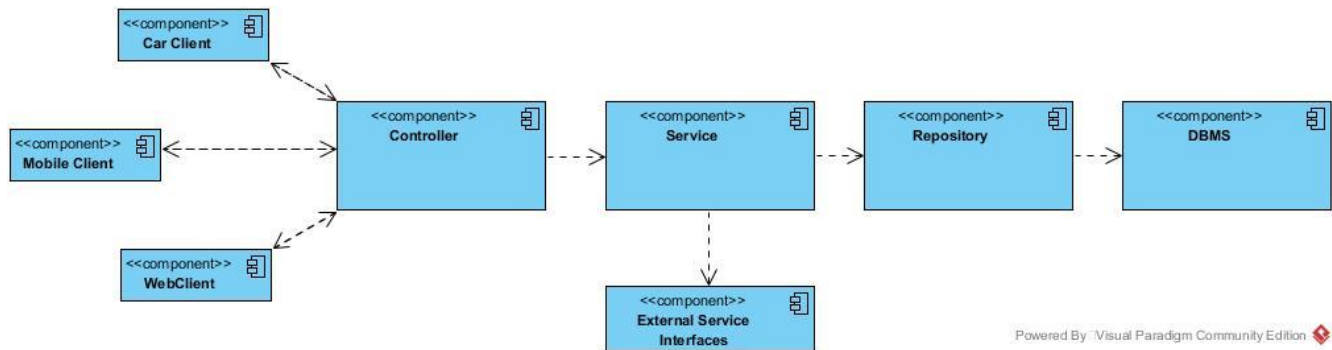 <<component>>
Car Client
<<component>>
Mobile Client
<<component>>
WebClient
<<component>>
Controller
<<component>>
Service
<<component>>
Repository
<<component>>
DBMS
<<component>>
External Service
Interfaces
Powered By Visual Paradigm Community Edition